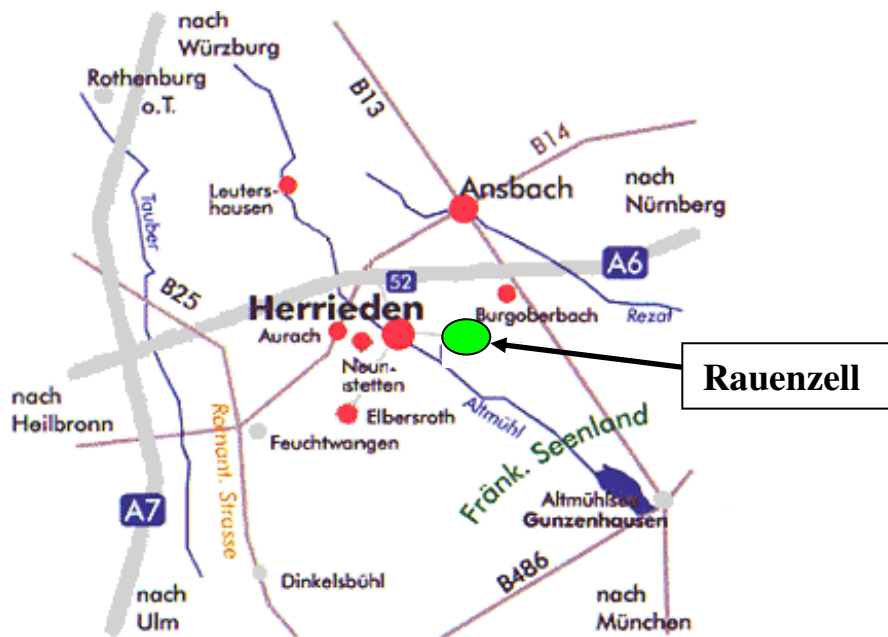 nach
Würzburg
Rothenburg
o.T.
B13
B14
Leuters-
hausen
Ansbach
nach
Nürnberg
Tauber
A6
52
B25
Herrieden
Burgoberbach
Rezat
Aurach
Neun-
stetten
Rauenzell
nach
Heilbronn
Elbersroth
Altmühl
Feuchtwangen
Romant. Strasse
Fränk. Seenland
A7
Altmühlsee
Gunzenhausen
Dinkelsbühl
B486
nach
Ulm
nach
München